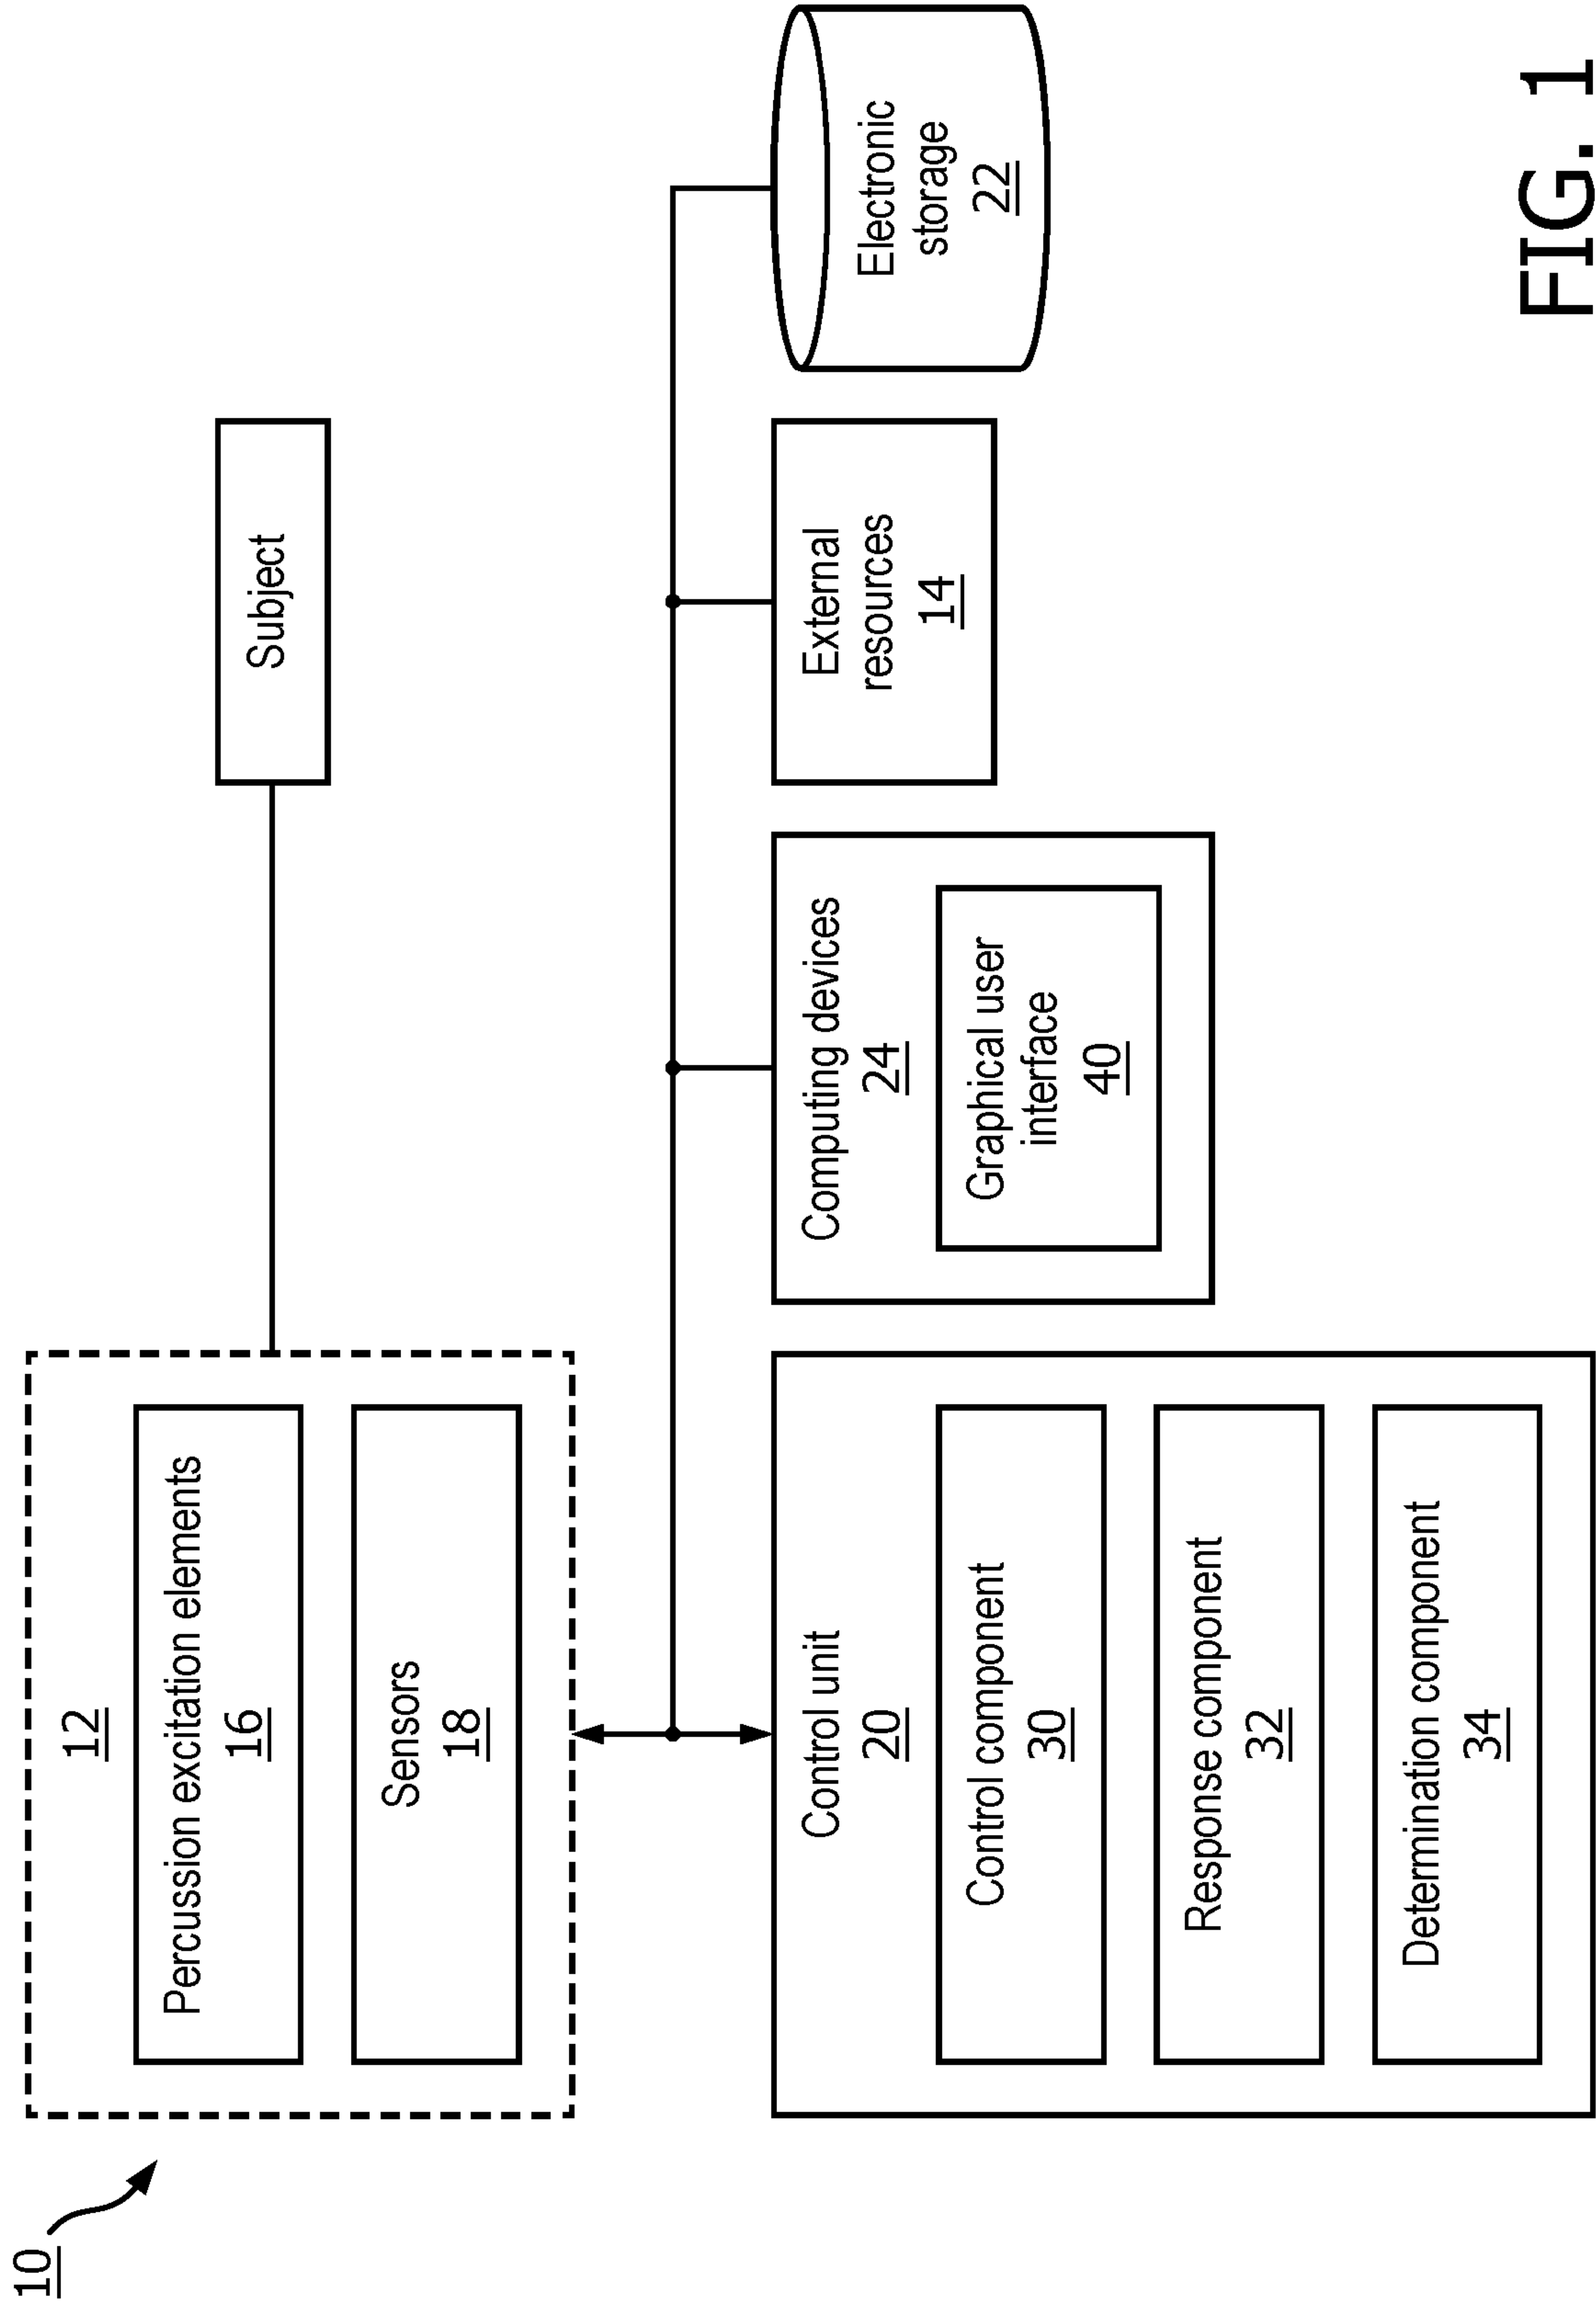 10
12
Percussion excitation elements
16
Sensors
18
Subject
Control unit
20
Control component
30
Response component
32
Determination component
34
Computing devices
24
Graphical user
interface
40
External
resources
14
Electronic
storage
22
FIG. 1